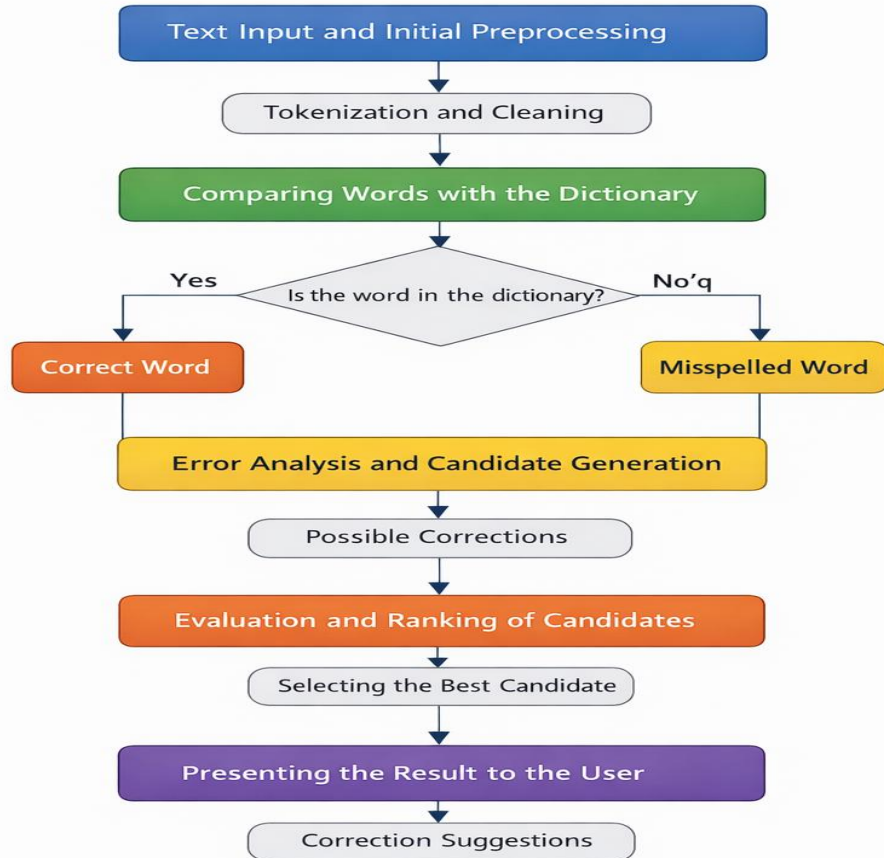 Text Input and Initial Preprocessing
Tokenization and Cleaning
Comparing Words with the Dictionary
Is the word in the dictionary?
Yes
No'q
Correct Word
Misspelled Word
Error Analysis and Candidate Generation
Possible Corrections
Evaluation and Ranking of Candidates
Selecting the Best Candidate
Presenting the Result to the User
Correction Suggestions